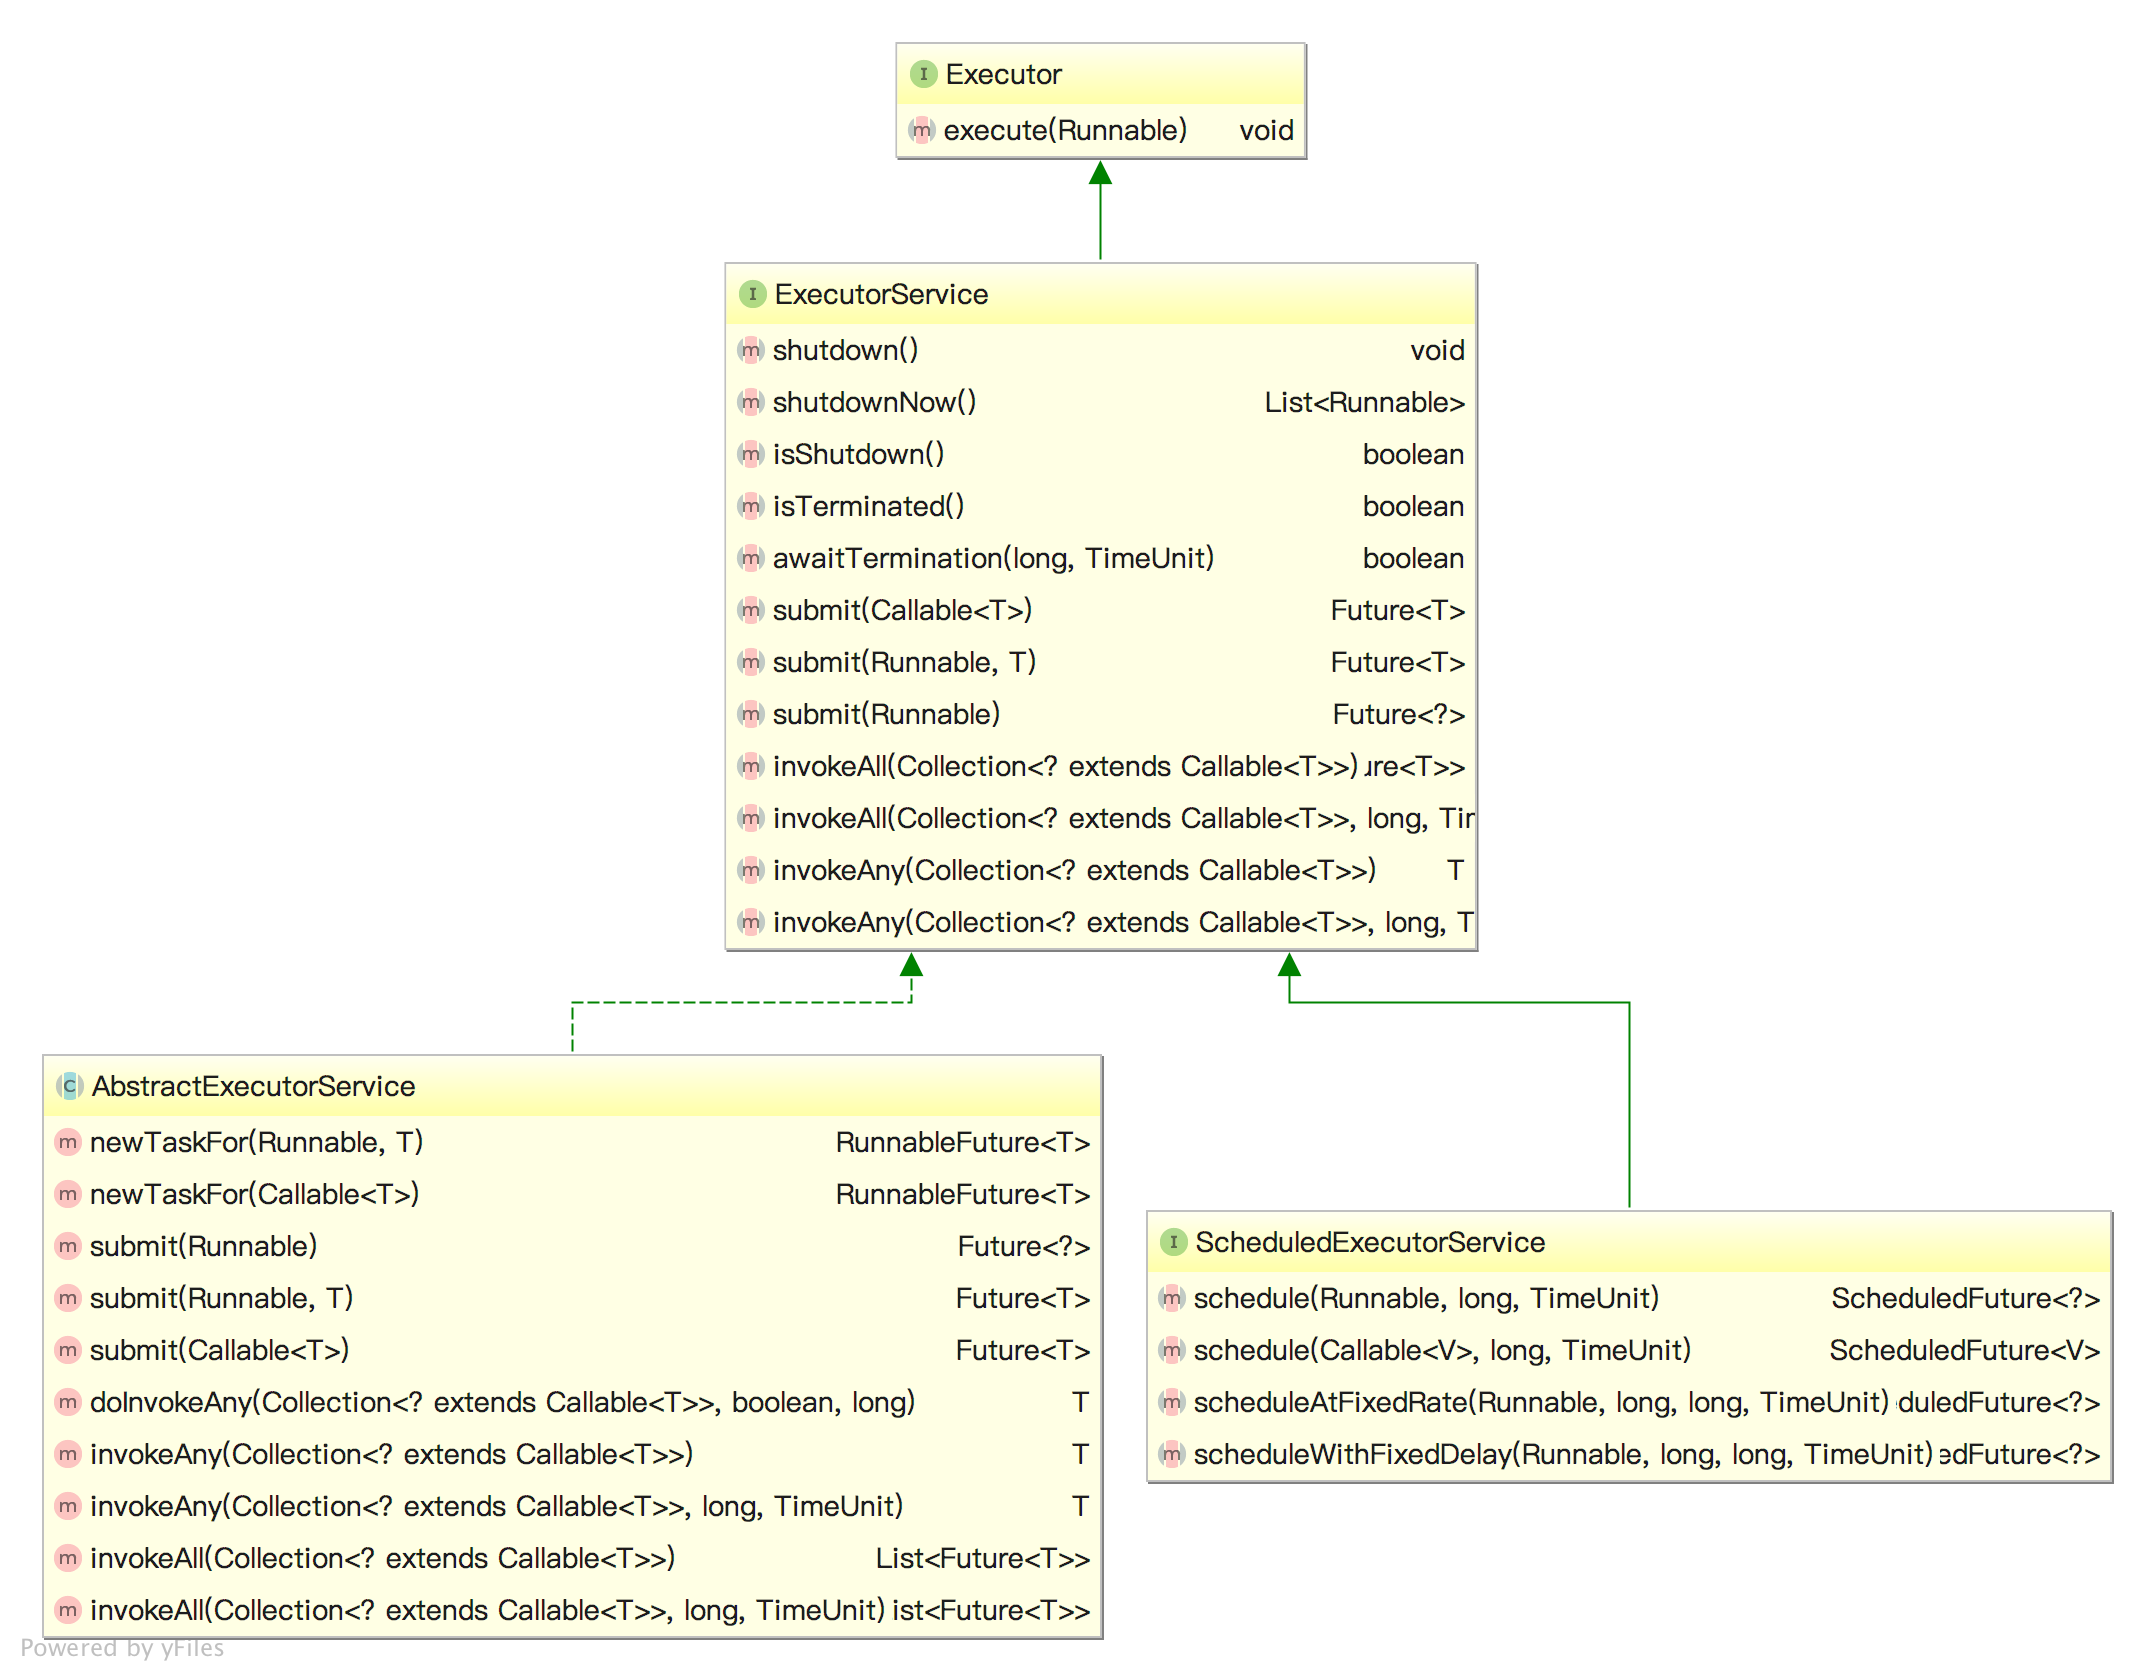 I Executor
m execute(Runnable) void
I ExecutorService
m shutdown() void
m shutdownNow() List<Runnable>
m isShutdown() boolean
m isTerminated() boolean
m awaitTermination(long, TimeUnit) boolean
m submit(Callable<T>) Future<T>
m submit(Runnable, T) Future<T>
m submit(Runnable) Future<?>
m invokeAll(Collection<? extends Callable<T>>) ure<T>>
m invokeAll(Collection<? extends Callable<T>>, long, Tim
m invokeAny(Collection<? extends Callable<T>>) T
m invokeAny(Collection<? extends Callable<T>>, long, T
C AbstractExecutorService
m newTaskFor(Runnable, T) RunnableFuture<T>
m newTaskFor(Callable<T>) RunnableFuture<T>
m submit(Runnable) Future<?>
m submit(Runnable, T) Future<T>
m submit(Callable<T>) Future<T>
m doInvokeAny(Collection<? extends Callable<T>>, boolean, long) T
m invokeAny(Collection<? extends Callable<T>>) T
m invokeAny(Collection<? extends Callable<T>>, long, TimeUnit) T
m invokeAll(Collection<? extends Callable<T>>) List<Future<T>>
m invokeAll(Collection<? extends Callable<T>>, long, TimeUnit) ist<Future<T>>
I ScheduledExecutorService
m schedule(Runnable, long, TimeUnit) ScheduledFuture<?>
m schedule(Callable<V>, long, TimeUnit) ScheduledFuture<V>
m scheduleAtFixedRate(Runnable, long, long, TimeUnit) duledFuture<?>
m scheduleWithFixedDelay(Runnable, long, long, TimeUnit) edFuture<?>
Powered by yFiles